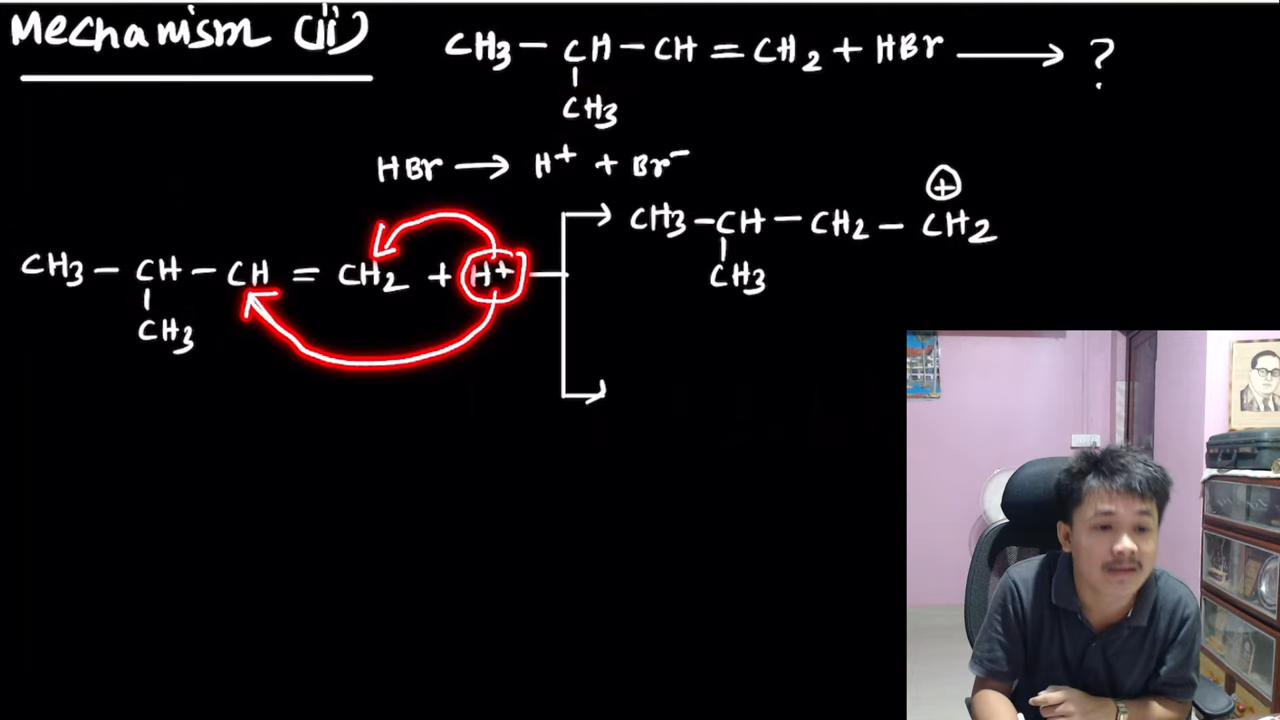 Mechanism (ii)
CH3 – CH – CH = CH2 + HBr ⟶ ?
CH3
HBr ⟶ H+ + Br−
CH3 – CH – CH2 – CH2
+
CH3
CH3 – CH – CH = CH2 + H+
CH3